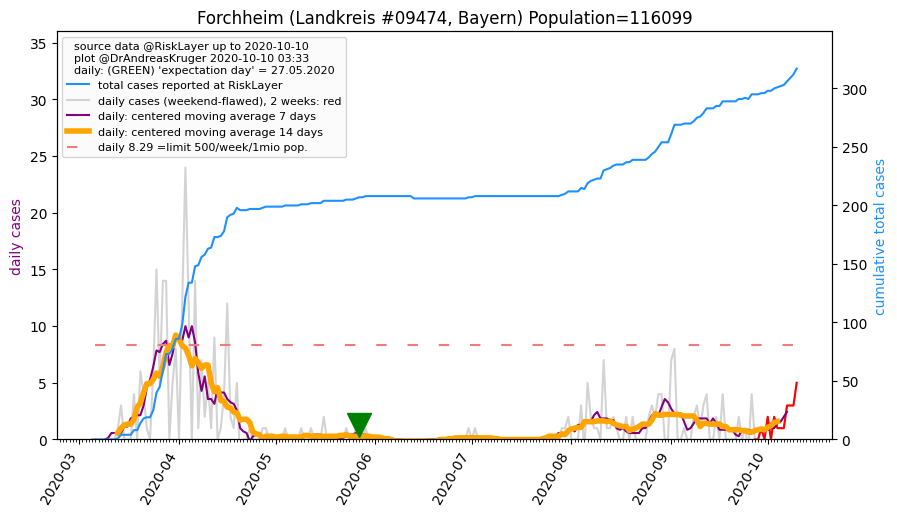 Forchheim (Landkreis #09474, Bayern) Population=116099
source data @RiskLayer up to 2020-10-10
plot @DrAndreasKruger 2020-10-10 03:33
daily: (GREEN) 'expectation day' = 27.05.2020
total cases reported at RiskLayer
daily cases (weekend-flawed), 2 weeks: red
daily: centered moving average 7 days
daily: centered moving average 14 days
daily 8.29 =limit 500/week/1mio pop.
daily cases
35
30
25
20
15
10
5
0
cumulative total cases
300
250
200
150
100
50
0
2020-03
2020-04
2020-05
2020-06
2020-07
2020-08
2020-09
2020-10